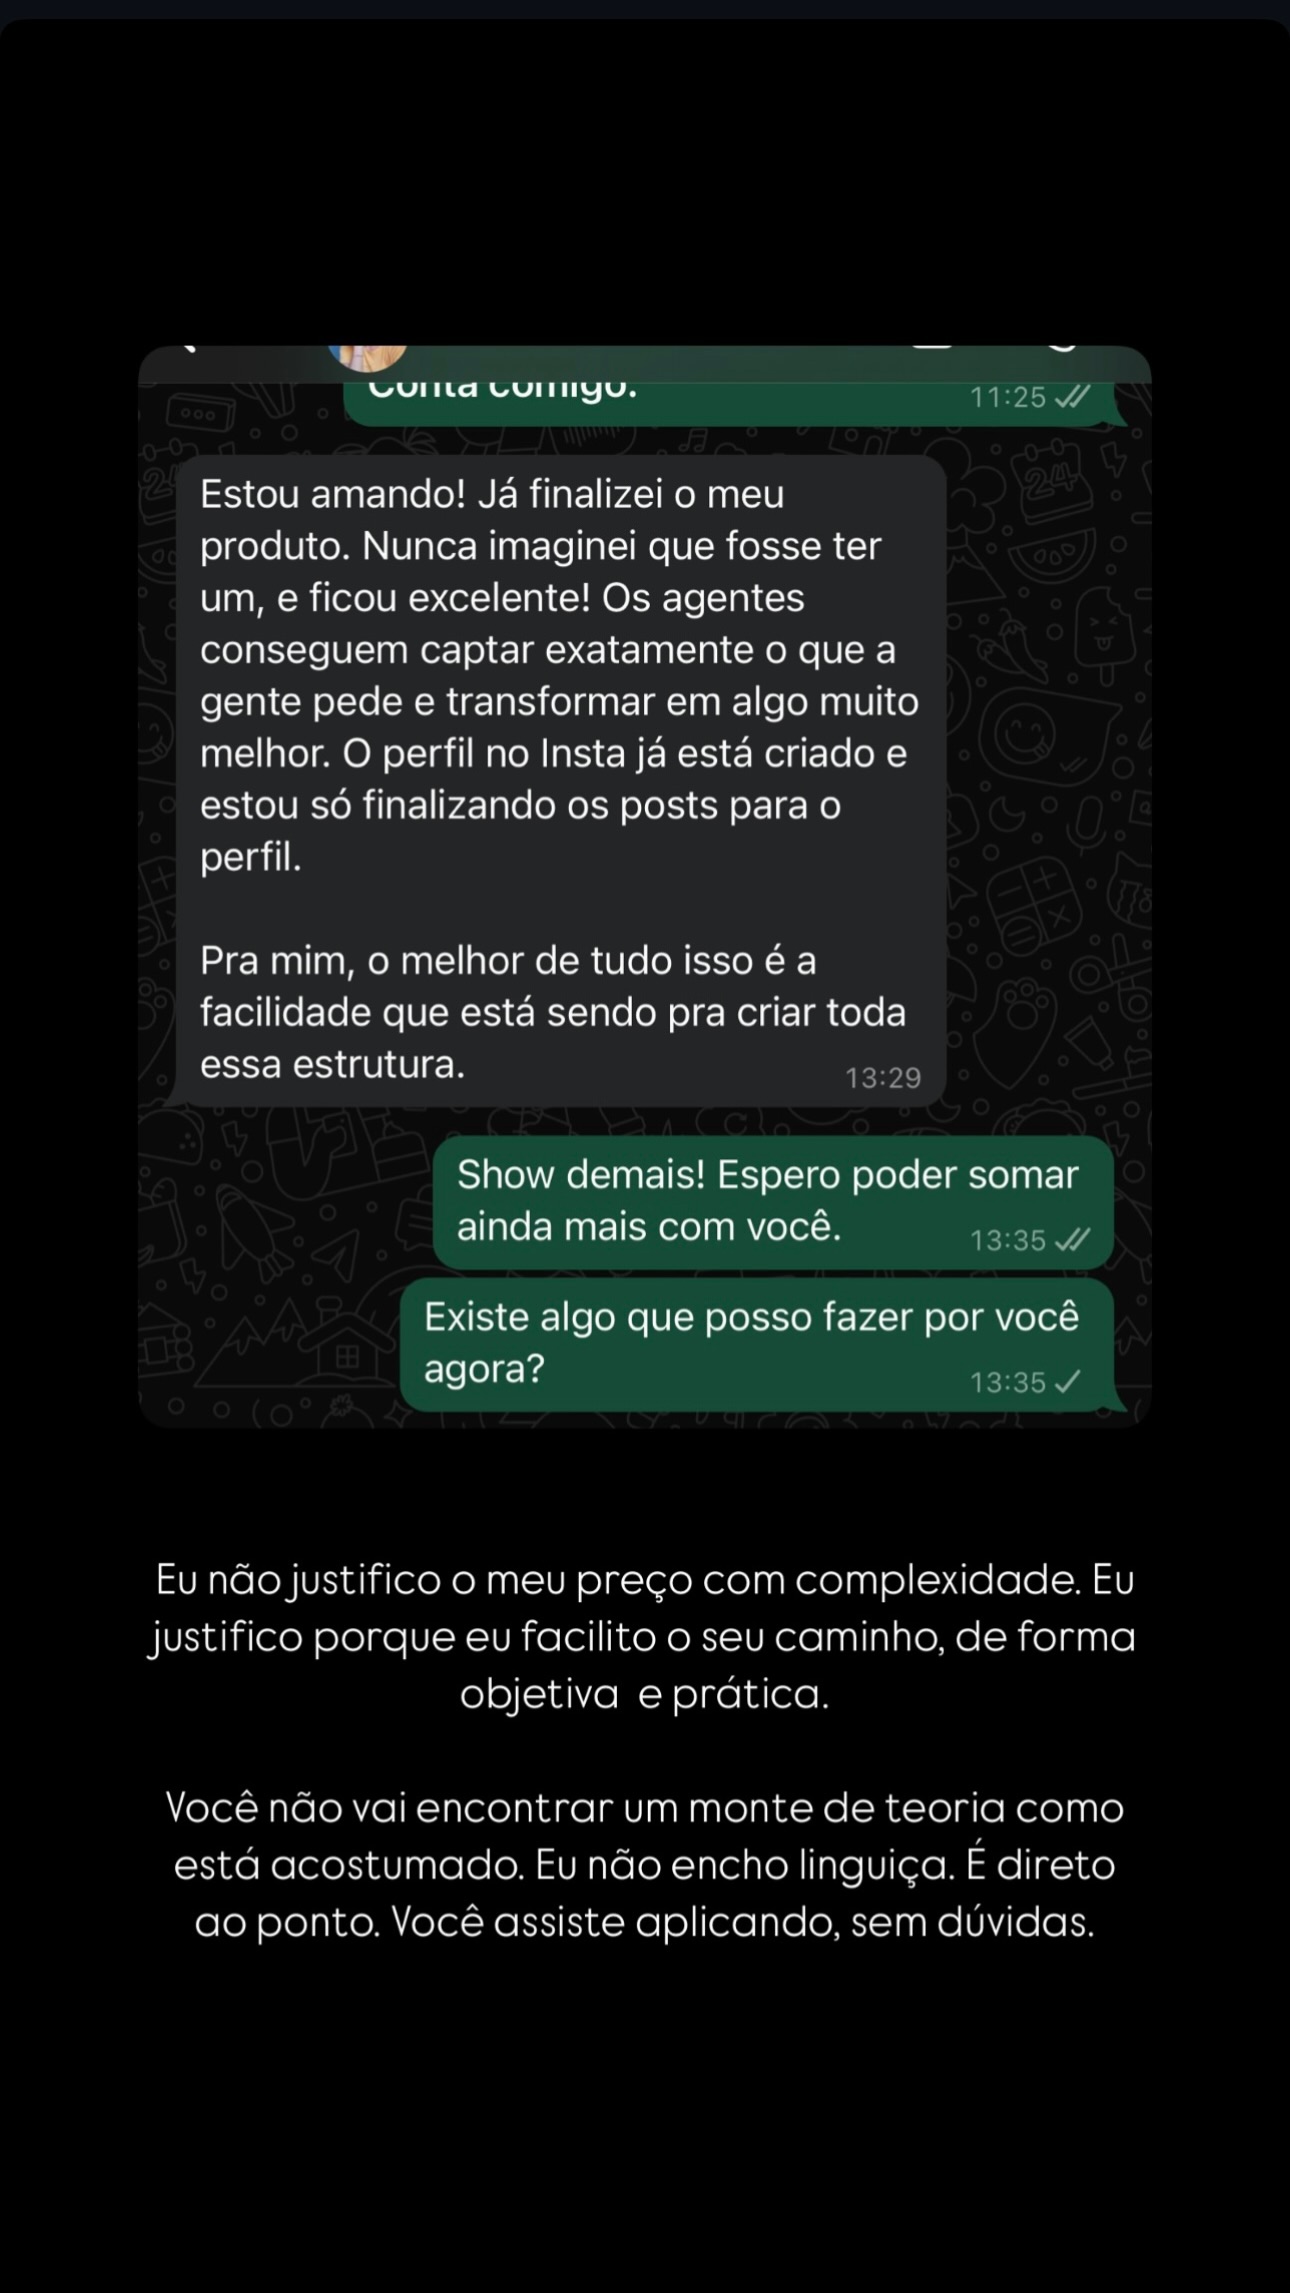 Conta comigo.
11:25
Estou amando! Já finalizei o meu
produto. Nunca imaginei que fosse ter
um, e ficou excelente! Os agentes
conseguem captar exatamente o que a
gente pede e transformar em algo muito
melhor. O perfil no Insta já está criado e
estou só finalizando os posts para o
perfil.
Pra mim, o melhor de tudo isso é a
facilidade que está sendo pra criar toda
essa estrutura.
13:29
Show demais! Espero poder somar
ainda mais com você.
13:35
Existe algo que posso fazer por você
agora?
13:35
Eu não justifico o meu preço com complexidade. Eu
justifico porque eu facilito o seu caminho, de forma
objetiva  e prática.
Você não vai encontrar um monte de teoria como
está acostumado. Eu não encho linguiça. É direto
ao ponto. Você assiste aplicando, sem dúvidas.